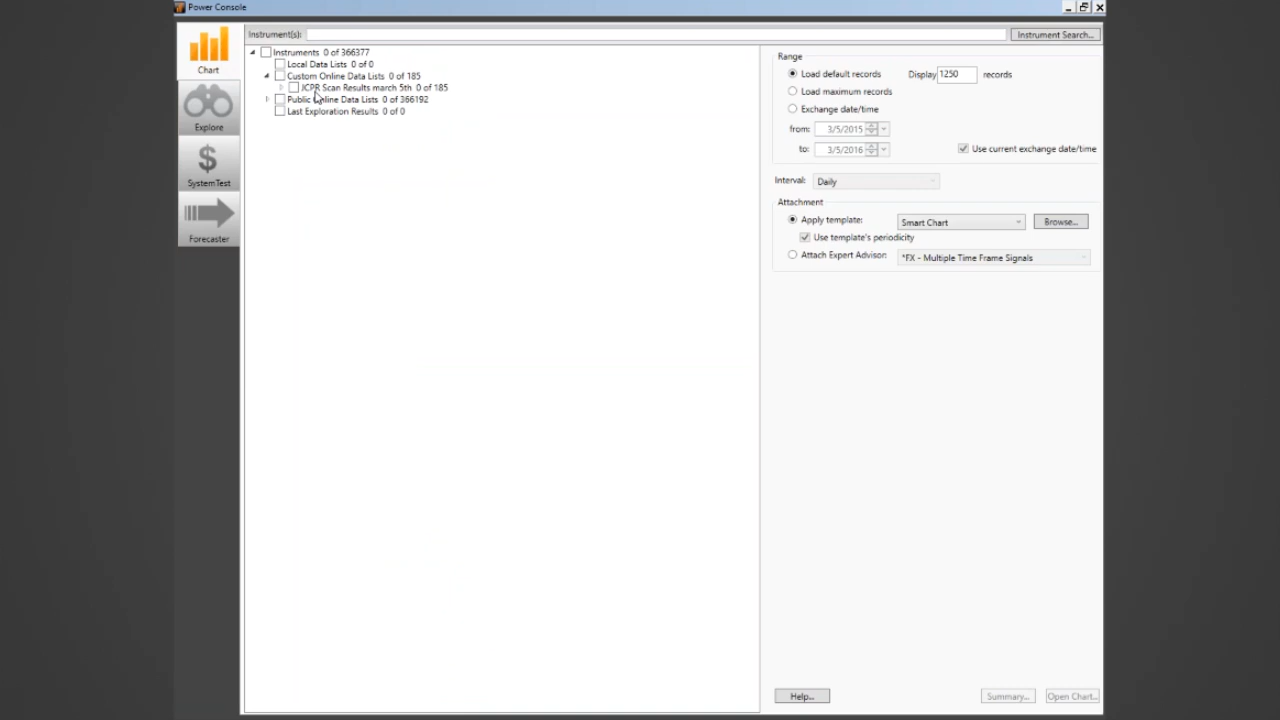 Power Console
Instrument(s):
Instrument Search...
Chart
Explore
SystemTest
Forecaster
Instruments 0 of 366377
Local Data Lists 0 of 0
Custom Online Data Lists 0 of 185
JCPR Scan Results march 5th 0 of 185
Public Online Data Lists 0 of 366192
Last Exploration Results 0 of 0
Range
Load default records Display 1250 records
Load maximum records
Exchange date/time
from: 3/5/2015
to: 3/5/2016 Use current exchange date/time
Interval: Daily
Attachment
Apply template: Smart Chart Browse...
Use template's periodicity
Attach Expert Advisor: *FX - Multiple Time Frame Signals
Help... Summary... Open Chart...